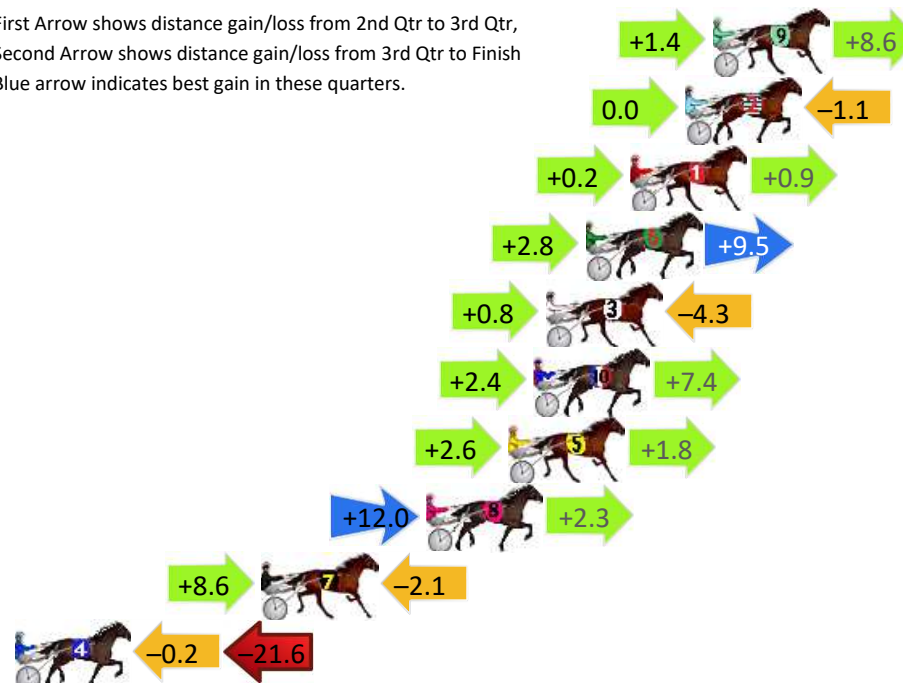 First Arrow shows distance gain/loss from 2nd Qtr to 3rd Qtr,
Second Arrow shows distance gain/loss from 3rd Qtr to Finish
Blue arrow indicates best gain in these quarters.
+1.4 9 +8.6
0.0 2 –1.1
+0.2 1 +0.9
+2.8 6 +9.5
+0.8 3 –4.3
+2.4 10 +7.4
+2.6 5 +1.8
+12.0 8 +2.3
+8.6 7 –2.1
4 –0.2 –21.6